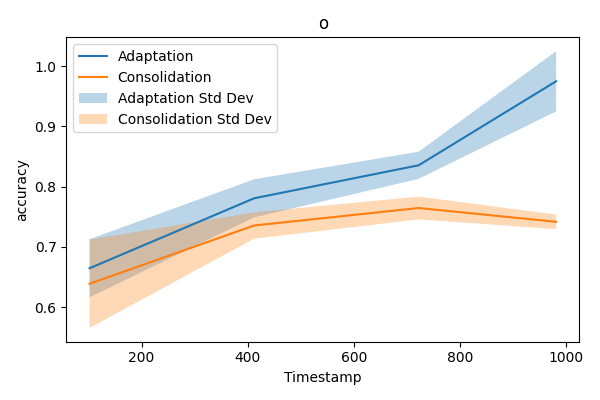 o
accuracy
1.0
0.9
0.8
0.7
0.6
Adaptation
Consolidation
Adaptation Std Dev
Consolidation Std Dev
200
400
600
800
1000
Timestamp